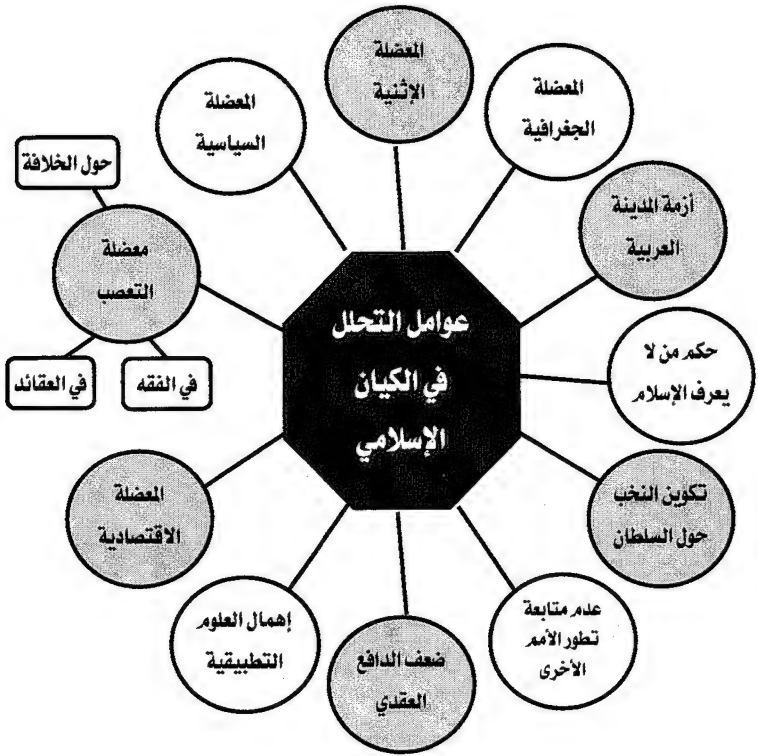 عوامل التحلل
في الكيان
الإسلامي
المعضلة
الإثنية
المعضلة
الجغرافية
أزمة المدينة
العربية
حكم من لا
يعرف الإسلام
تكوين النخب
حول السلطان
عدم متابعة
تطور الأمم
الأخرى
ضعف الدافع
العقدي
إهمال العلوم
التطبيقية
المعضلة
الاقتصادية
معضلة
التعصب
حول الخلافة
في الفقه
في العقائد
المعضلة
السياسية